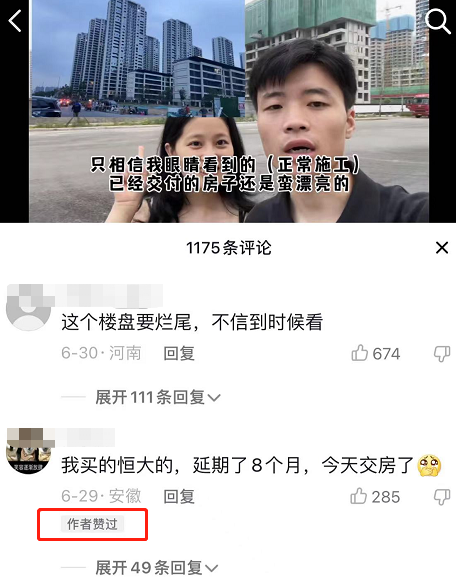 只相信我眼睛看到的（正常施工）
已经交付的房子还是蛮漂亮的
1175条评论
这个楼盘要烂尾，不信到时候看
6-30·河南 回复 674
展开111条回复
我买的恒大的，延期了8个月，今天交房了
6-29·安徽 回复 285
作者赞过
展开49条回复